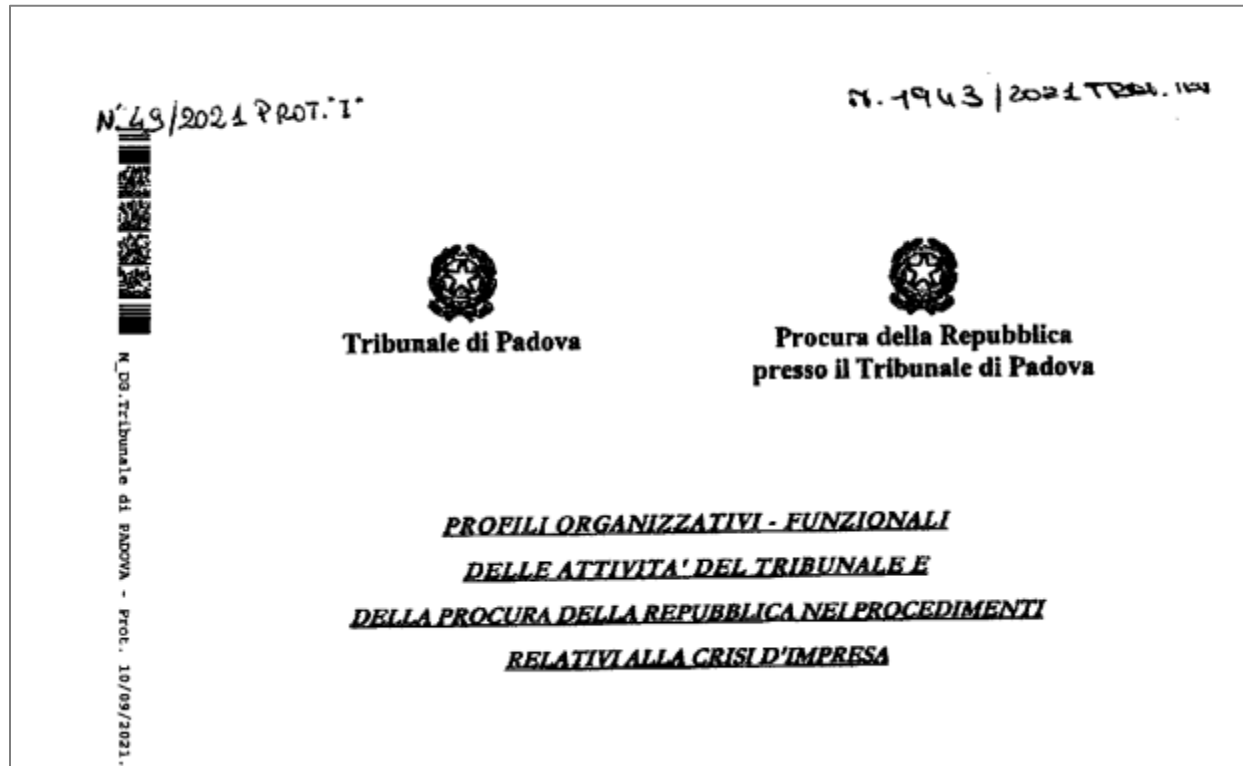 N. 49/2021 PROT. "I"
N. 1943/2021 PROT.
Tribunale di Padova
Procura della Repubblica
presso il Tribunale di Padova
PROFILI ORGANIZZATIVI - FUNZIONALI
DELLE ATTIVITA' DEL TRIBUNALE E
DELLA PROCURA DELLA REPUBBLICA NEI PROCEDIMENTI
RELATIVI ALLA CRISI D'IMPRESA
M_DG.Tribunale di PADOVA - Prot. 10/09/2021.